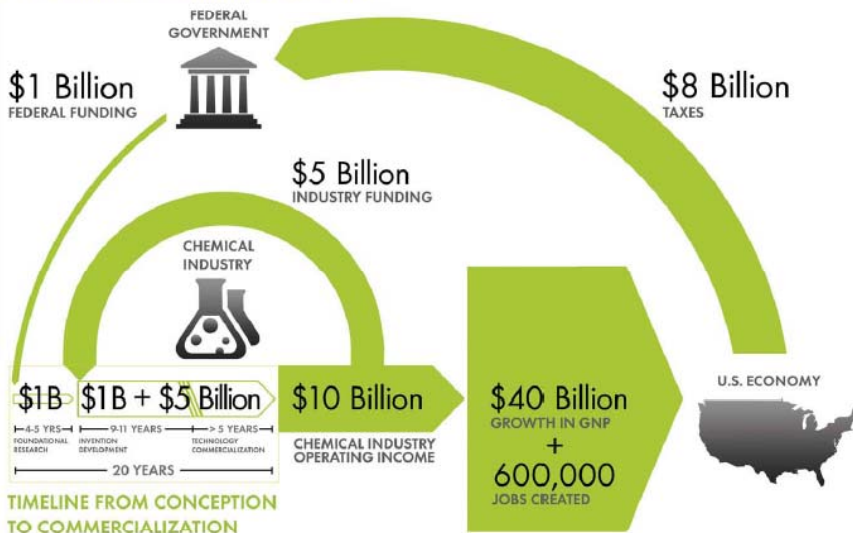 FEDERAL
GOVERNMENT
$1 Billion
FEDERAL FUNDING
$8 Billion
TAXES
$5 Billion
INDUSTRY FUNDING
CHEMICAL
INDUSTRY
$1B
$1B + $5 Billion
4-5 YRS
FOUNDATIONAL
RESEARCH
9-11 YEARS
INVENTION
DEVELOPMENT
> 5 YEARS
TECHNOLOGY
COMMERCIALIZATION
20 YEARS
TIMELINE FROM CONCEPTION
TO COMMERCIALIZATION
$10 Billion
CHEMICAL INDUSTRY
OPERATING INCOME
$40 Billion
GROWTH IN GNP
+
600,000
JOBS CREATED
U.S. ECONOMY